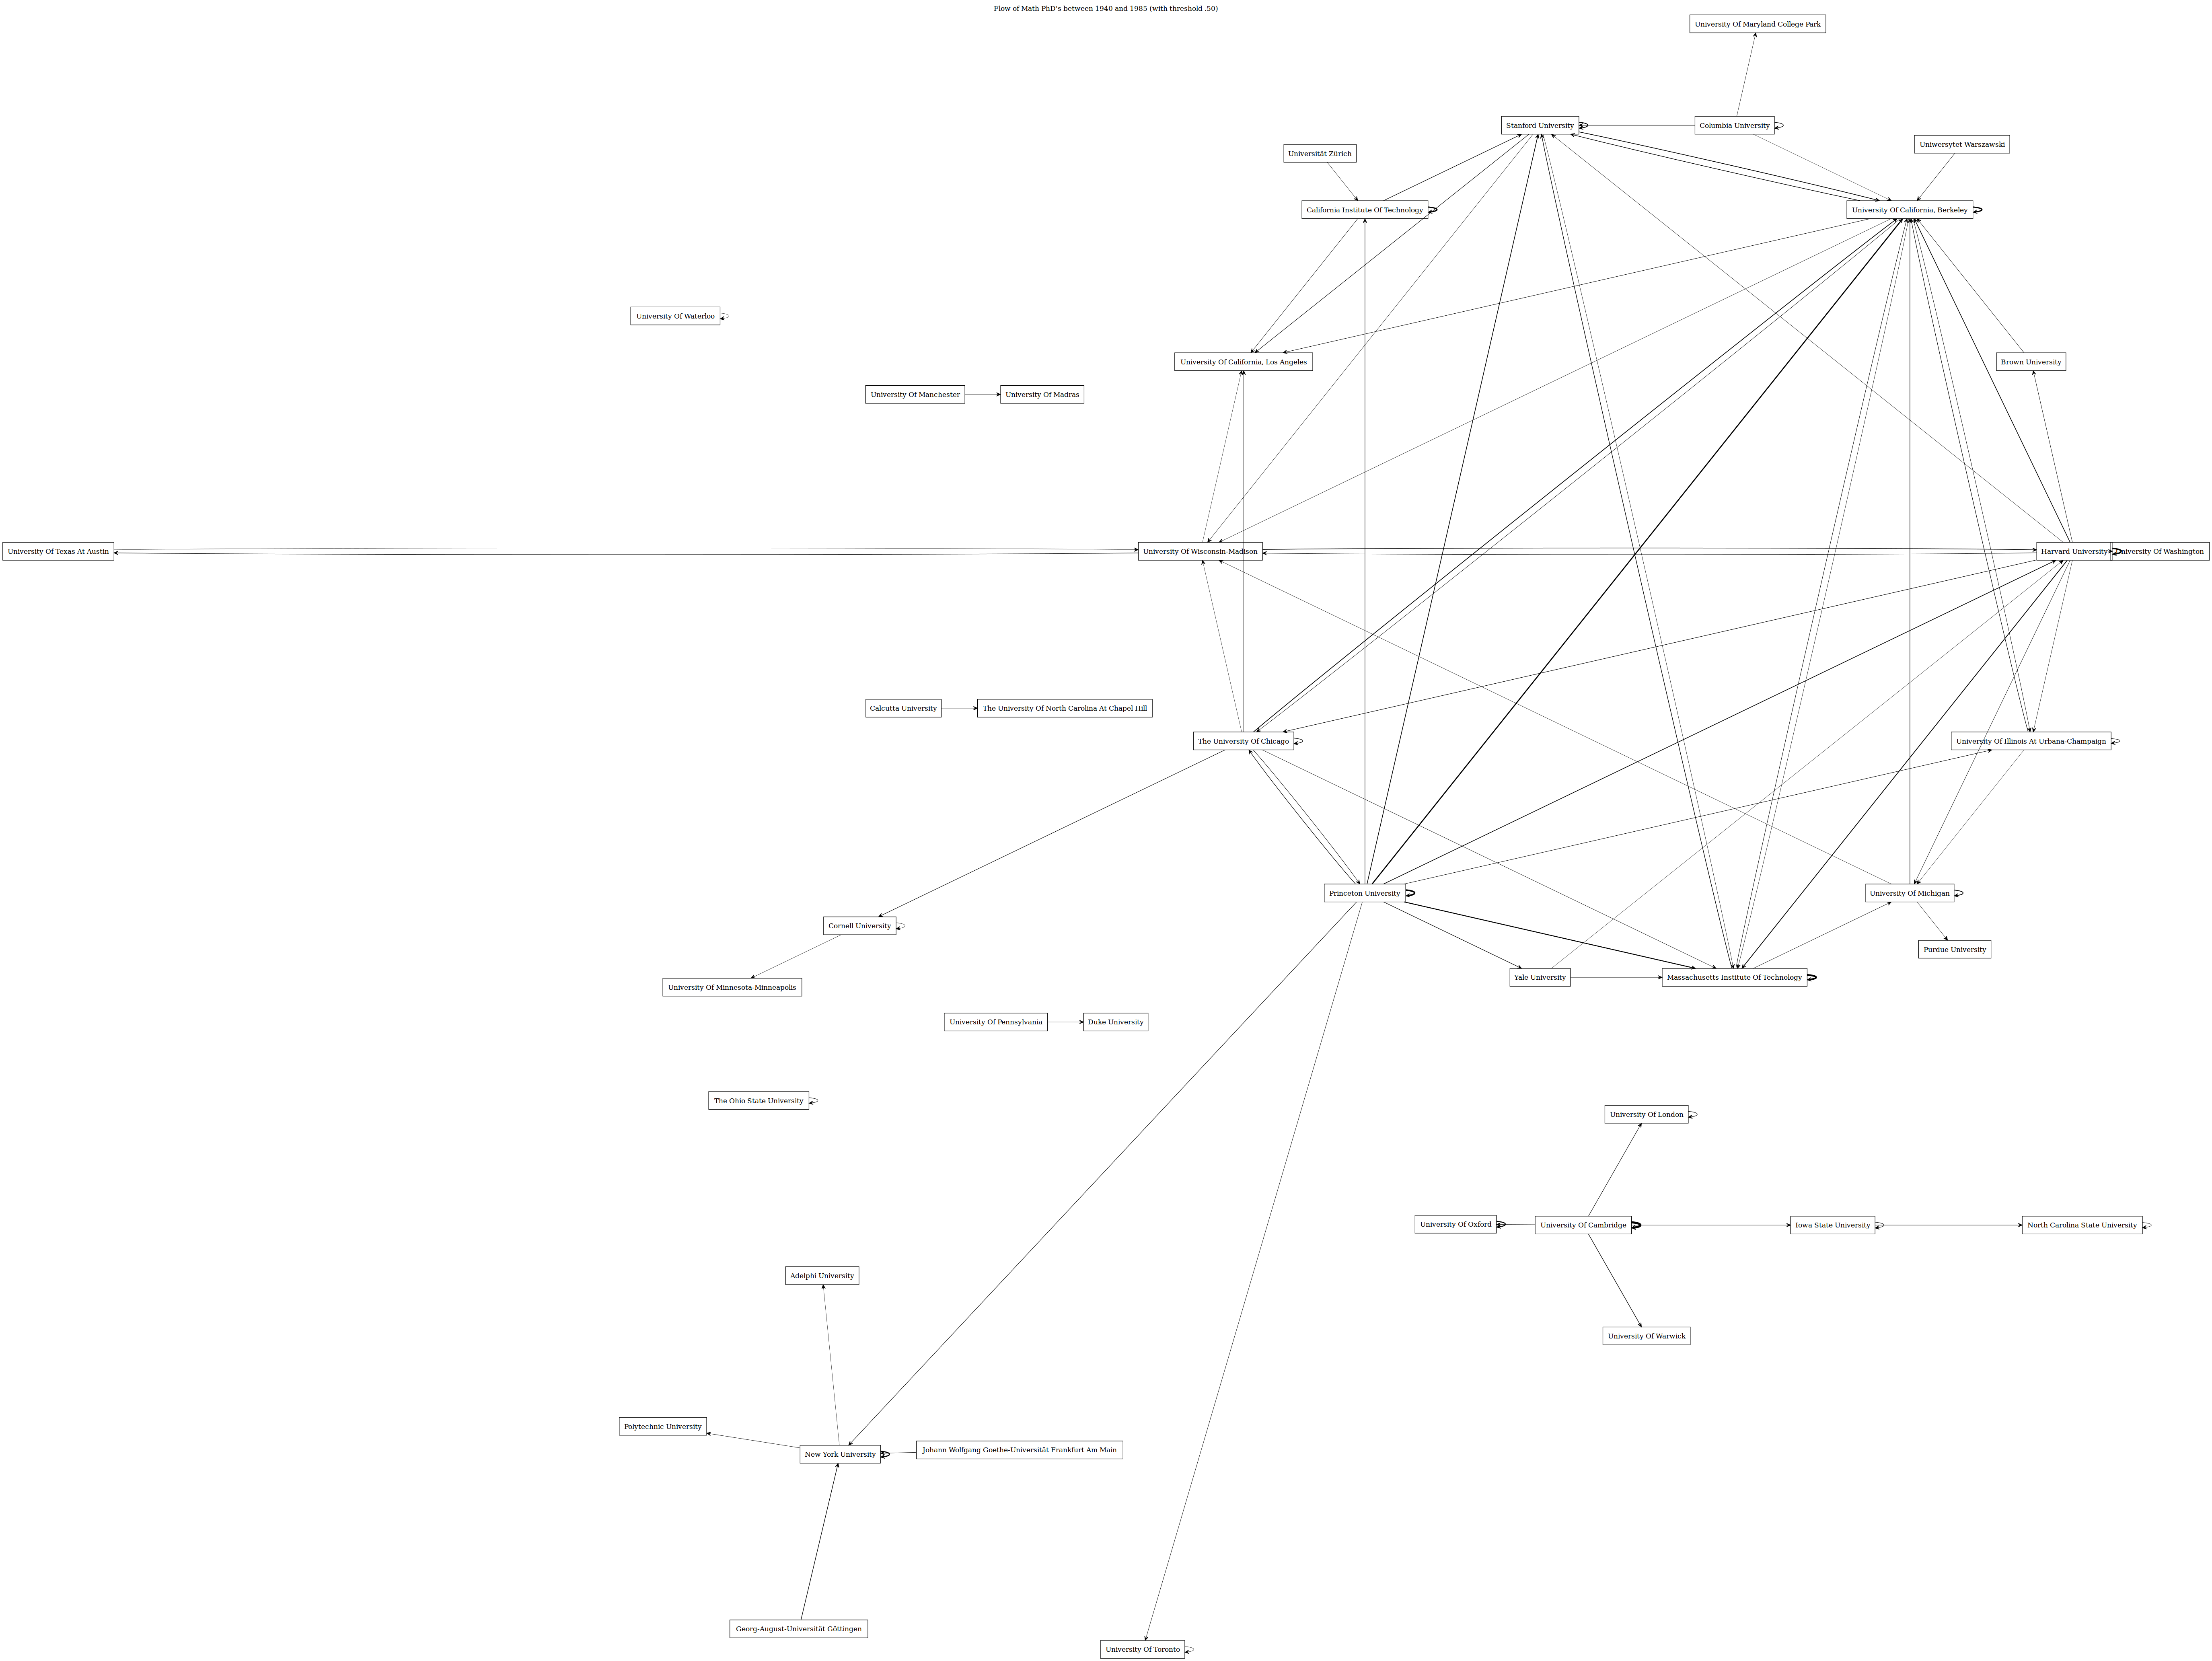 Flow of Math PhD's between 1940 and 1985 (with threshold .50)
University Of Maryland College Park
Stanford University
Columbia University
Uniwersytet Warszawski
Universität Zürich
California Institute Of Technology
University Of California, Berkeley
University Of Waterloo
University Of California, Los Angeles
Brown University
University Of Manchester
University Of Madras
University Of Texas At Austin
University Of Wisconsin-Madison
Harvard University
University Of Washington
Calcutta University
The University Of North Carolina At Chapel Hill
The University Of Chicago
University Of Illinois At Urbana-Champaign
Princeton University
University Of Michigan
Cornell University
Purdue University
Yale University
Massachusetts Institute Of Technology
University Of Minnesota-Minneapolis
University Of Pennsylvania
Duke University
The Ohio State University
University Of London
University Of Oxford
University Of Cambridge
Iowa State University
North Carolina State University
Adelphi University
University Of Warwick
Polytechnic University
New York University
Johann Wolfgang Goethe-Universität Frankfurt Am Main
Georg-August-Universität Göttingen
University Of Toronto